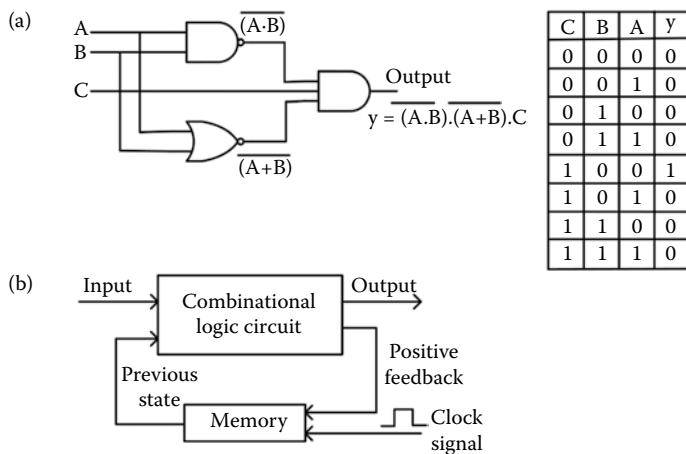 (a)
A
B
C
(A·B)
(A+B)
Output
y = (A.B).(A+B).C
C B A y
0 0 0 0
0 0 1 0
0 1 0 0
0 1 1 0
1 0 0 1
1 0 1 0
1 1 0 0
1 1 1 0
(b)
Input
Combinational
logic circuit
Output
Previous
state
Positive
feedback
Memory
Clock
signal